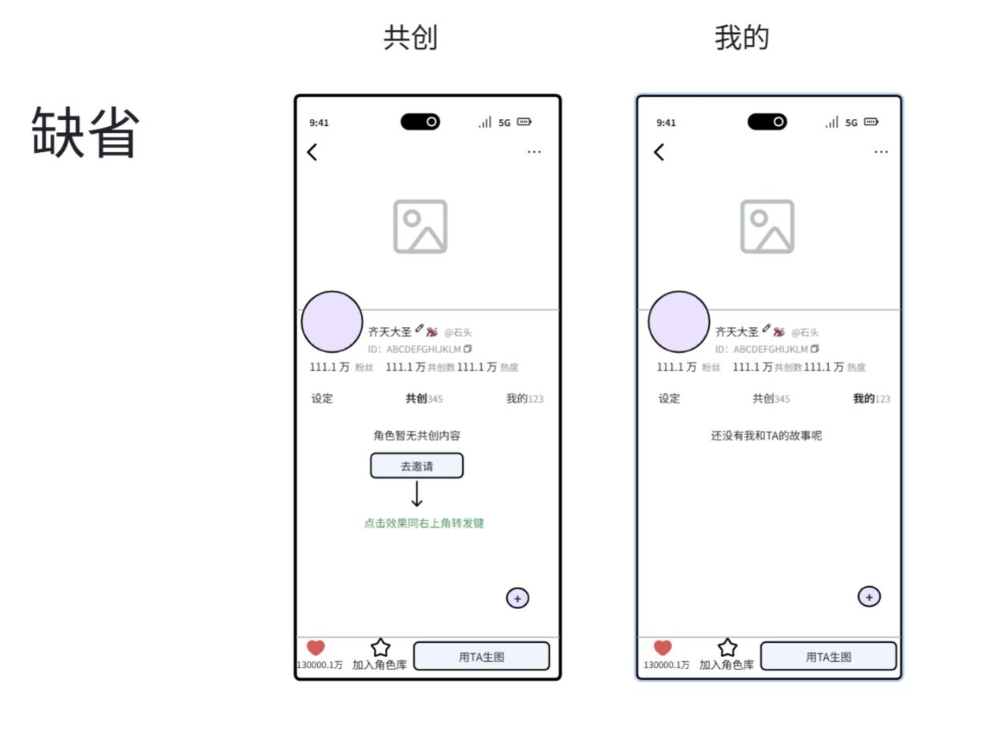 共创
我的
缺省
9:41
5G
...
齐天大圣 @石头
ID: ABCDEFGHIJKLM
111.1 万 粉丝 111.1 万共创数 111.1 万 热度
设定 共创345 我的123
角色暂无共创内容
去邀请
点击效果同右上角转发键
+
130000.1万 加入角色库 用TA生图
9:41
5G
...
齐天大圣 @石头
ID: ABCDEFGHIJKLM
111.1 万 粉丝 111.1 万共创数 111.1 万 热度
设定 共创345 我的123
还没有我和TA的故事呢
+
130000.1万 加入角色库 用TA生图